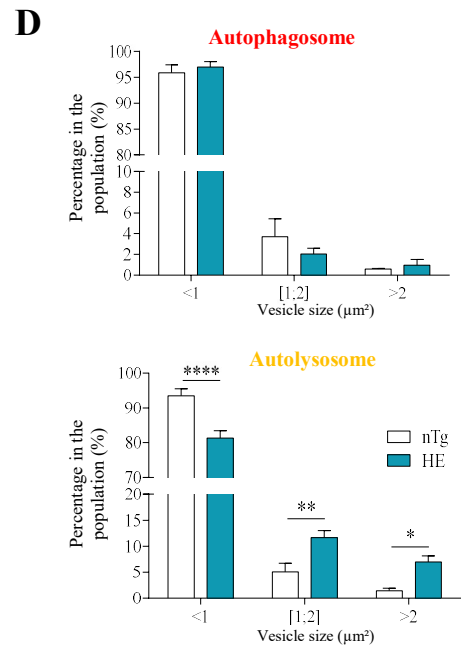 D
Autophagosome
Percentage in the
population (%)
100
95
90
85
80
10
8
6
4
2
0
<1
[1:2]
>2
Vesicle size (µm²)
Autolysosome
Percentage in the
population (%)
100
90
80
70
20
15
10
5
0
****
**
*
nTg
HE
<1
[1:2]
>2
Vesicle size (µm²)